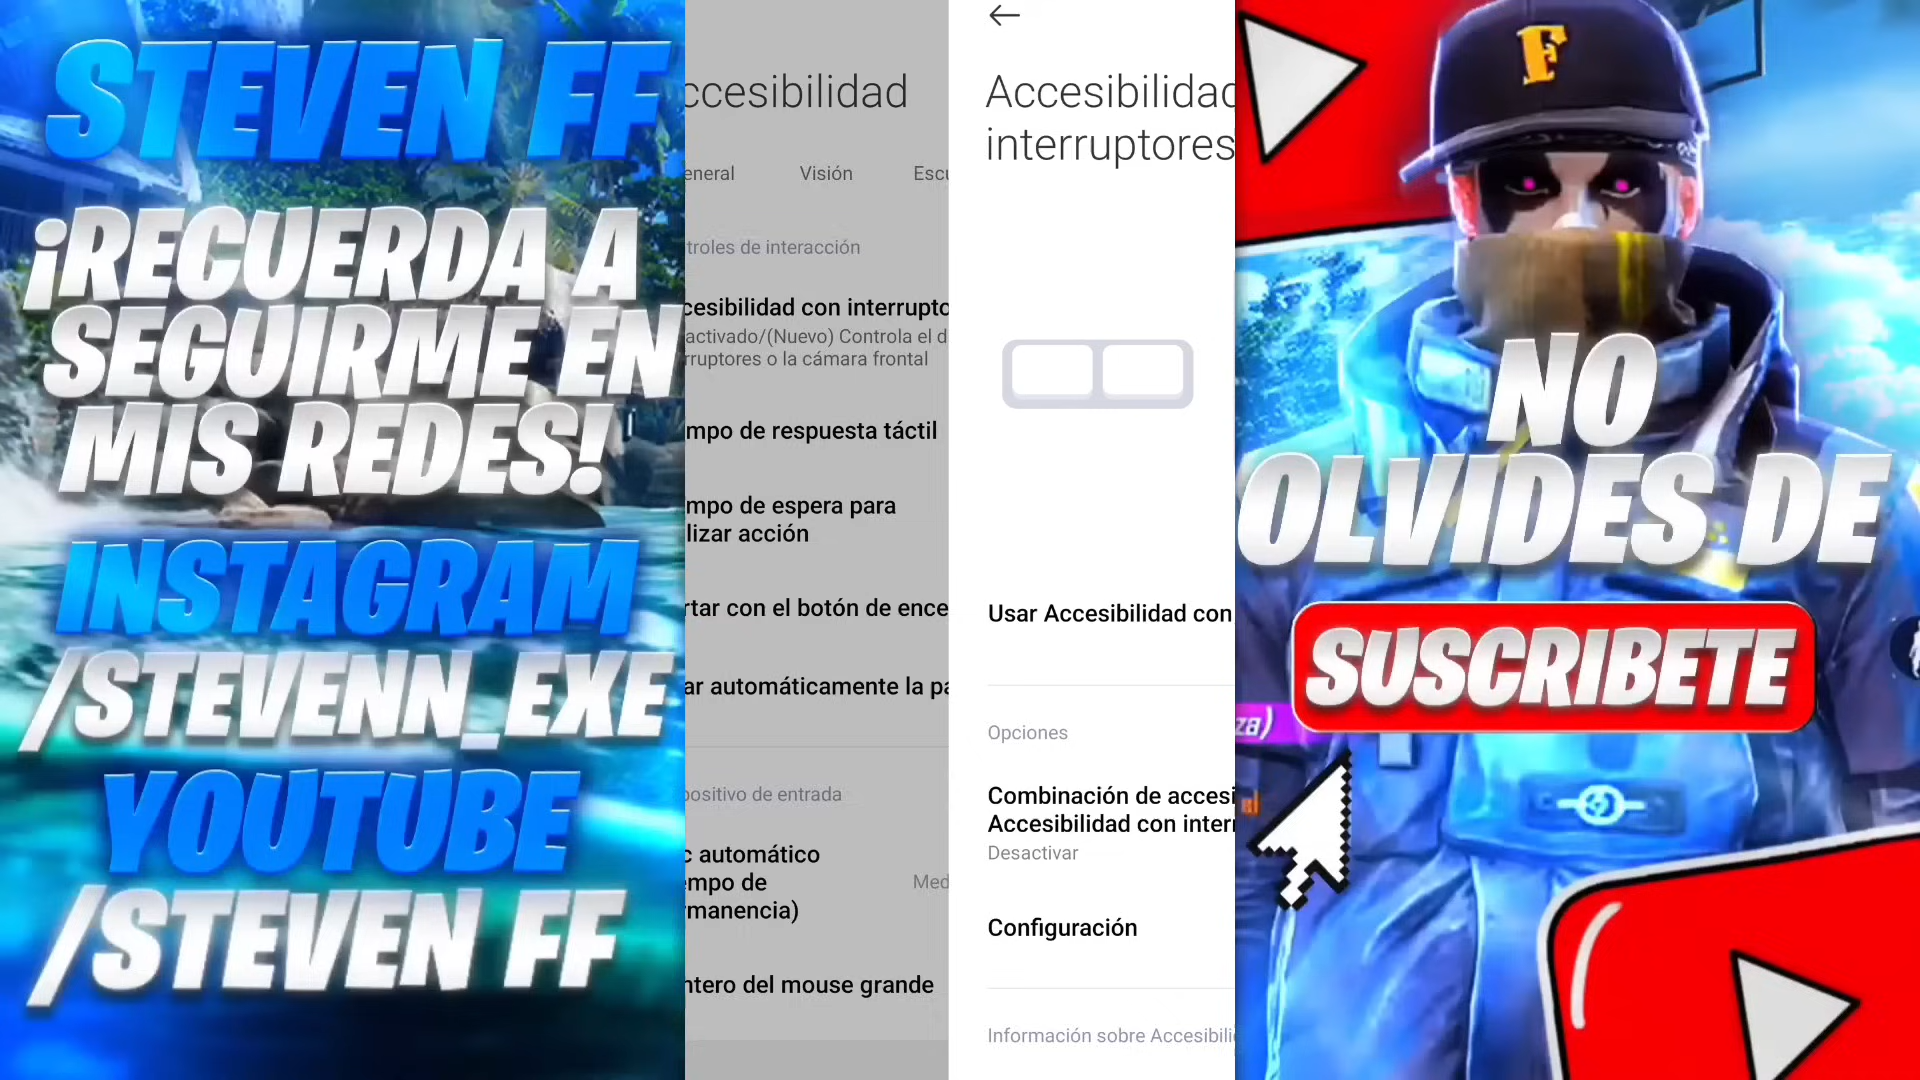 STEVEN FF
¡RECUERDA A
SEGUIRME EN
MIS REDES!
INSTAGRAM
/STEVENN_EXE
YOUTUBE
/STEVEN FF
ccesibilidad
eneral Visión Escu
troles de interacción
cesibilidad con interrupto
activado/(Nuevo) Controla el d
rruptores o la cámara frontal
mpo de respuesta táctil
mpo de espera para
lizar acción
rtar con el botón de ence
ar automáticamente la pa
positivo de entrada
c automático
empo de
rmanencia)
Med
ntero del mouse grande
Accesibilidad
interruptores
Usar Accesibilidad con
Opciones
Combinación de accesi
Accesibilidad con inter
Desactivar
Configuración
Información sobre Accesibili
F
NO
OLVIDES DE
SUSCRIBETE
za)
al